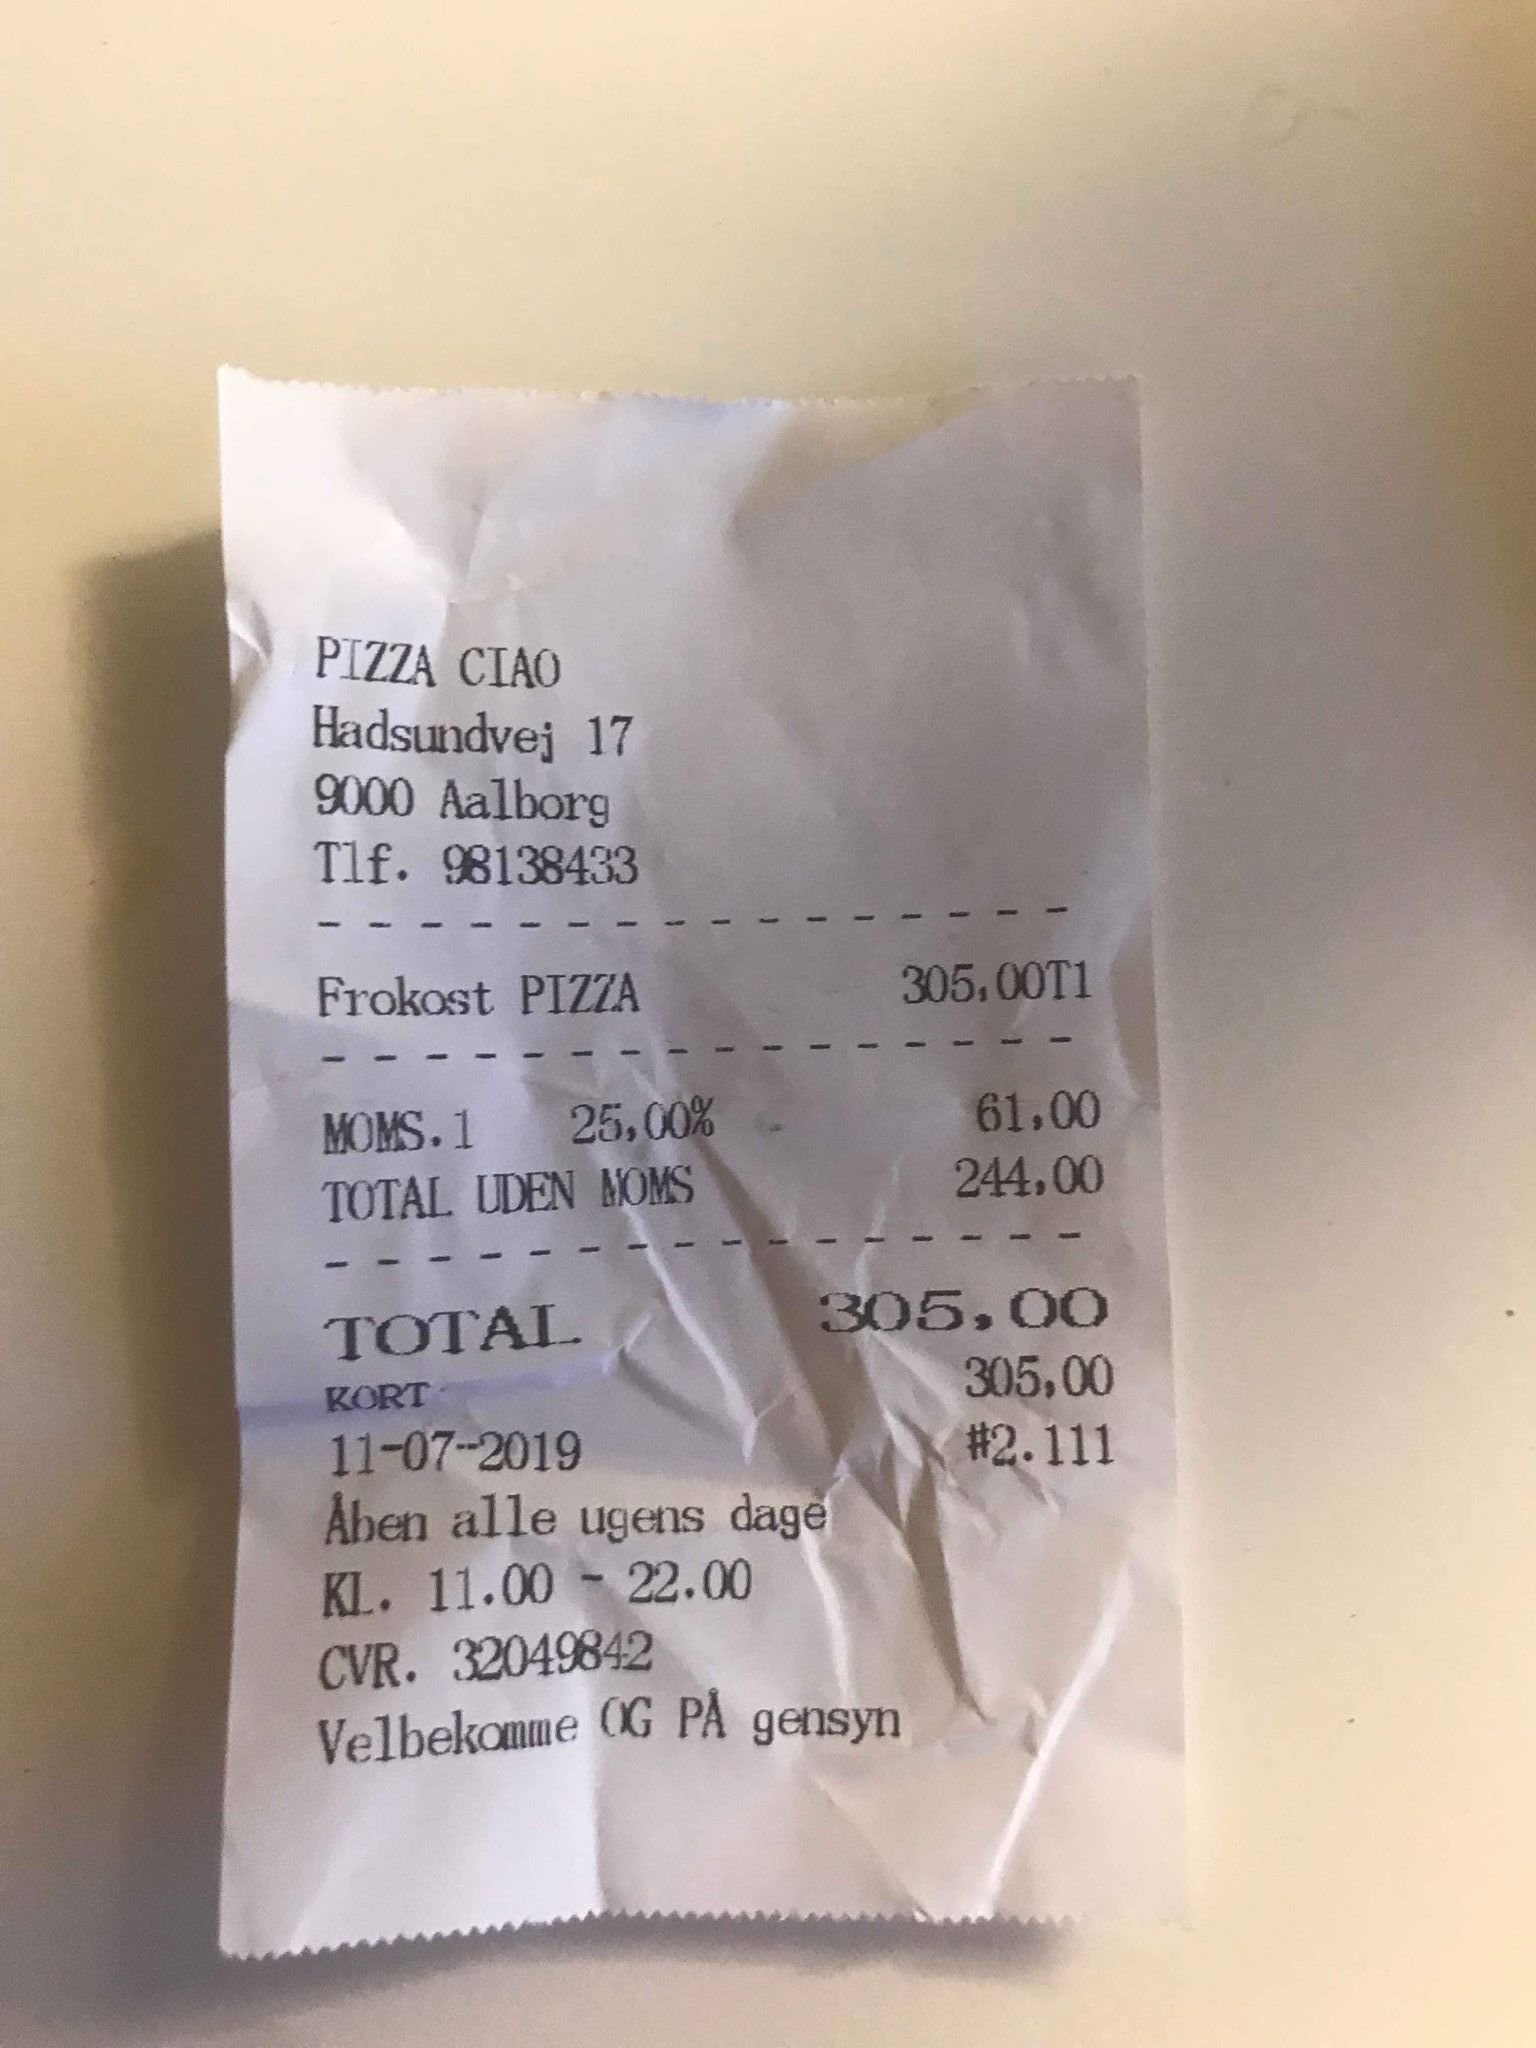 PIZZA CIAO
Hadsundvej 17
9000 Aalborg
Tlf. 98138433
- - - - - - - - - - - - - - -
Frokost PIZZA 305,00T1
- - - - - - - - - - - - - - -
MOMS.1 25,00% 61,00
TOTAL UDEN MOMS 244,00
- - - - - - - - - - - - - - -
TOTAL 305,00
KORT 305,00
11-07-2019 #2.111
Åben alle ugens dage
KL. 11.00 - 22.00
CVR. 32049842
Velbekomme OG PÅ gensyn